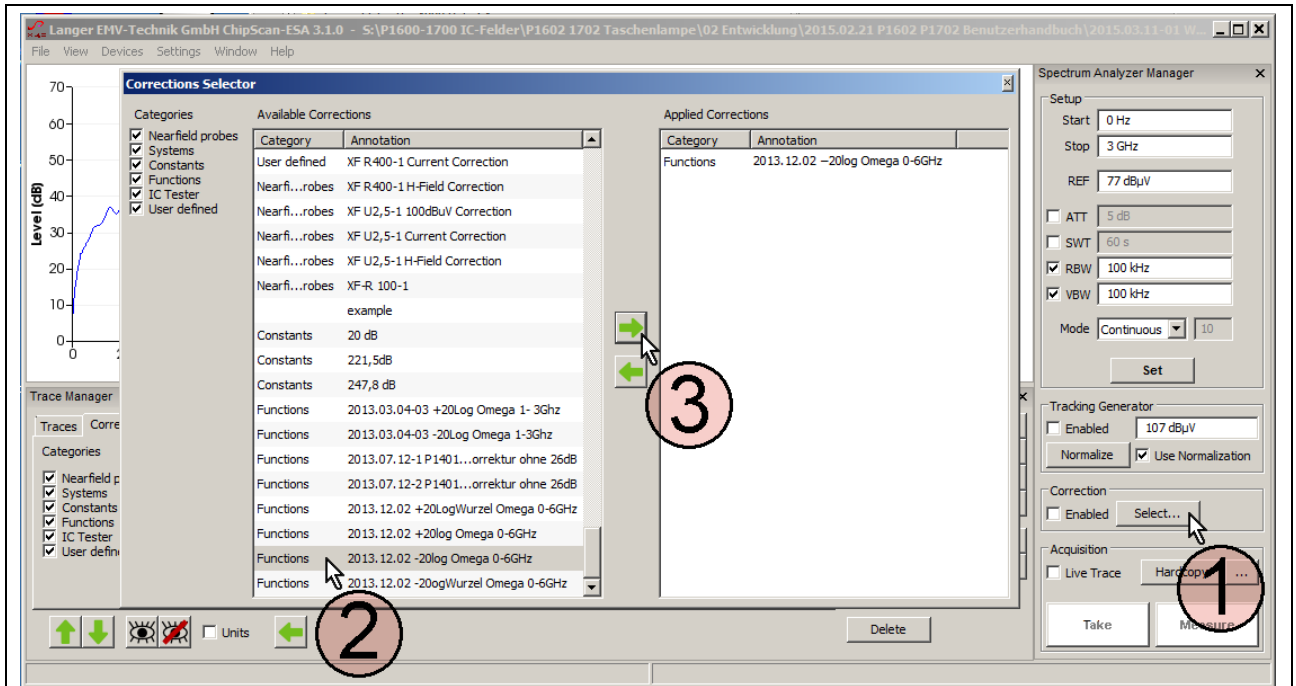 Langer EMV-Technik GmbH ChipScan-ESA 3.1.0 - S:\P1600-1700 IC-Felder\P1602 1702 Taschenlampe\02 Entwicklung\2015.02.21 P1602 P1702 Benutzerhandbuch\2015.03.11-01 W...
File View Devices Settings Window Help
70
60
50
40
30
20
10
0
0
Level (dB)
Corrections Selector
Categories
Nearfield probes
Systems
Constants
Functions
IC Tester
User defined
Available Corrections
Category Annotation
User defined XF R400-1 Current Correction
Nearfi...robes XF R400-1 H-Field Correction
Nearfi...robes XF U2,5-1 100dBuV Correction
Nearfi...robes XF U2,5-1 Current Correction
Nearfi...robes XF U2,5-1 H-Field Correction
Nearfi...robes XF-R 100-1
example
Constants 20 dB
Constants 221,5dB
Constants 247,8 dB
Functions 2013.03.04-03 +20Log Omega 1- 3Ghz
Functions 2013.03.04-03 -20Log Omega 1-3Ghz
Functions 2013.07.12-1 P1401...orrektur ohne 26dB
Functions 2013.07.12-2 P1401...orrektur ohne 26dB
Functions 2013.12.02 +20LogWurzel Omega 0-6GHz
Functions 2013.12.02 +20log Omega 0-6GHz
Functions 2013.12.02 -20log Omega 0-6GHz
Functions 2013.12.02 -20ogWurzel Omega 0-6GHz
Applied Corrections
Category Annotation
Functions 2013.12.02 −20log Omega 0-6GHz
3
2
Trace Manager
Traces Corre
Categories
Nearfield p
Systems
Constants
Functions
IC Tester
User defin
Units
Delete
Spectrum Analyzer Manager
Setup
Start 0 Hz
Stop 3 GHz
REF 77 dBµV
ATT 5 dB
SWT 60 s
RBW 100 kHz
VBW 100 kHz
Mode Continuous 10
Set
Tracking Generator
Enabled 107 dBµV
Normalize Use Normalization
Correction
Enabled Select...
Acquisition
Live Trace Hardcopy ...
1
Take Measure